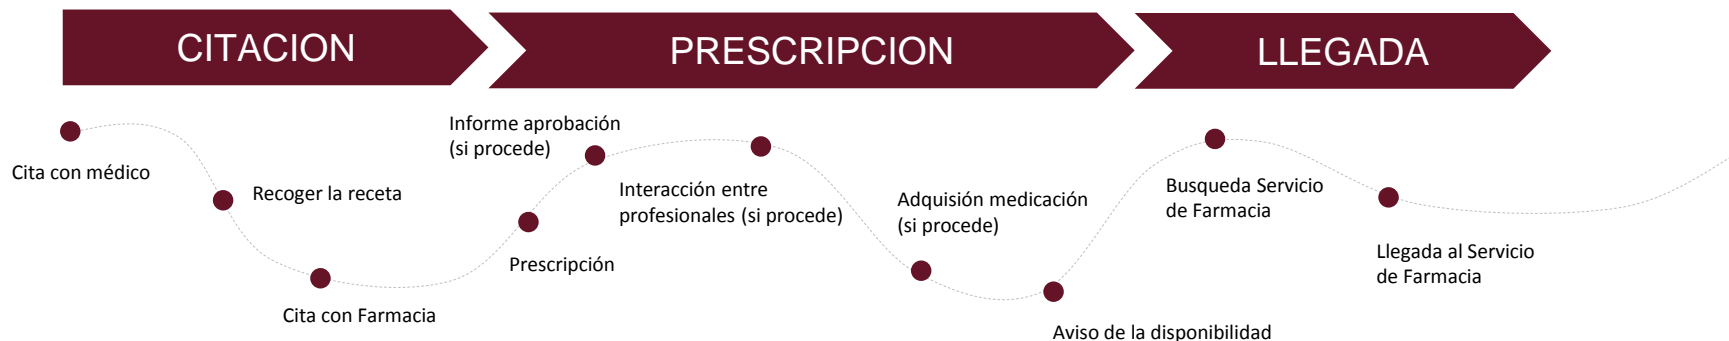 CITACION
PRESCRIPCION
LLEGADA
Cita con médico
Recoger la receta
Cita con Farmacia
Informe aprobación
(si procede)
Prescripción
Interacción entre
profesionales (si procede)
Adquisión medicación
(si procede)
Aviso de la disponibilidad
Busqueda Servicio
de Farmacia
Llegada al Servicio
de Farmacia